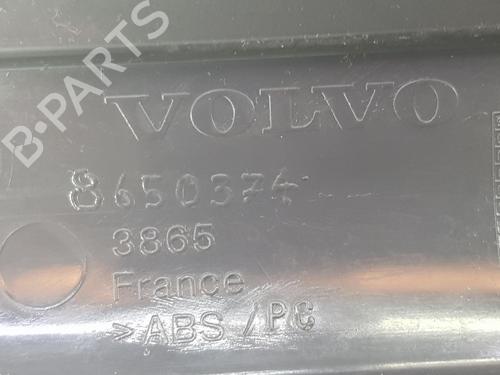 B-PARTS
VOLVO
8650374
3865
France
>ABS/PC